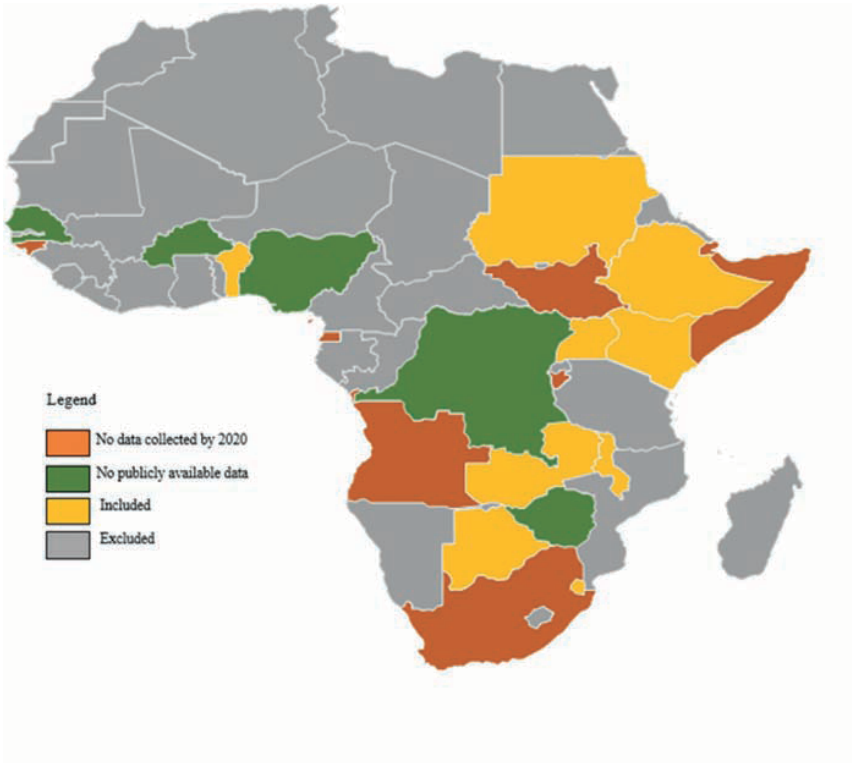 Legend
No data collected by 2020
No publicly available data
Included
Excluded